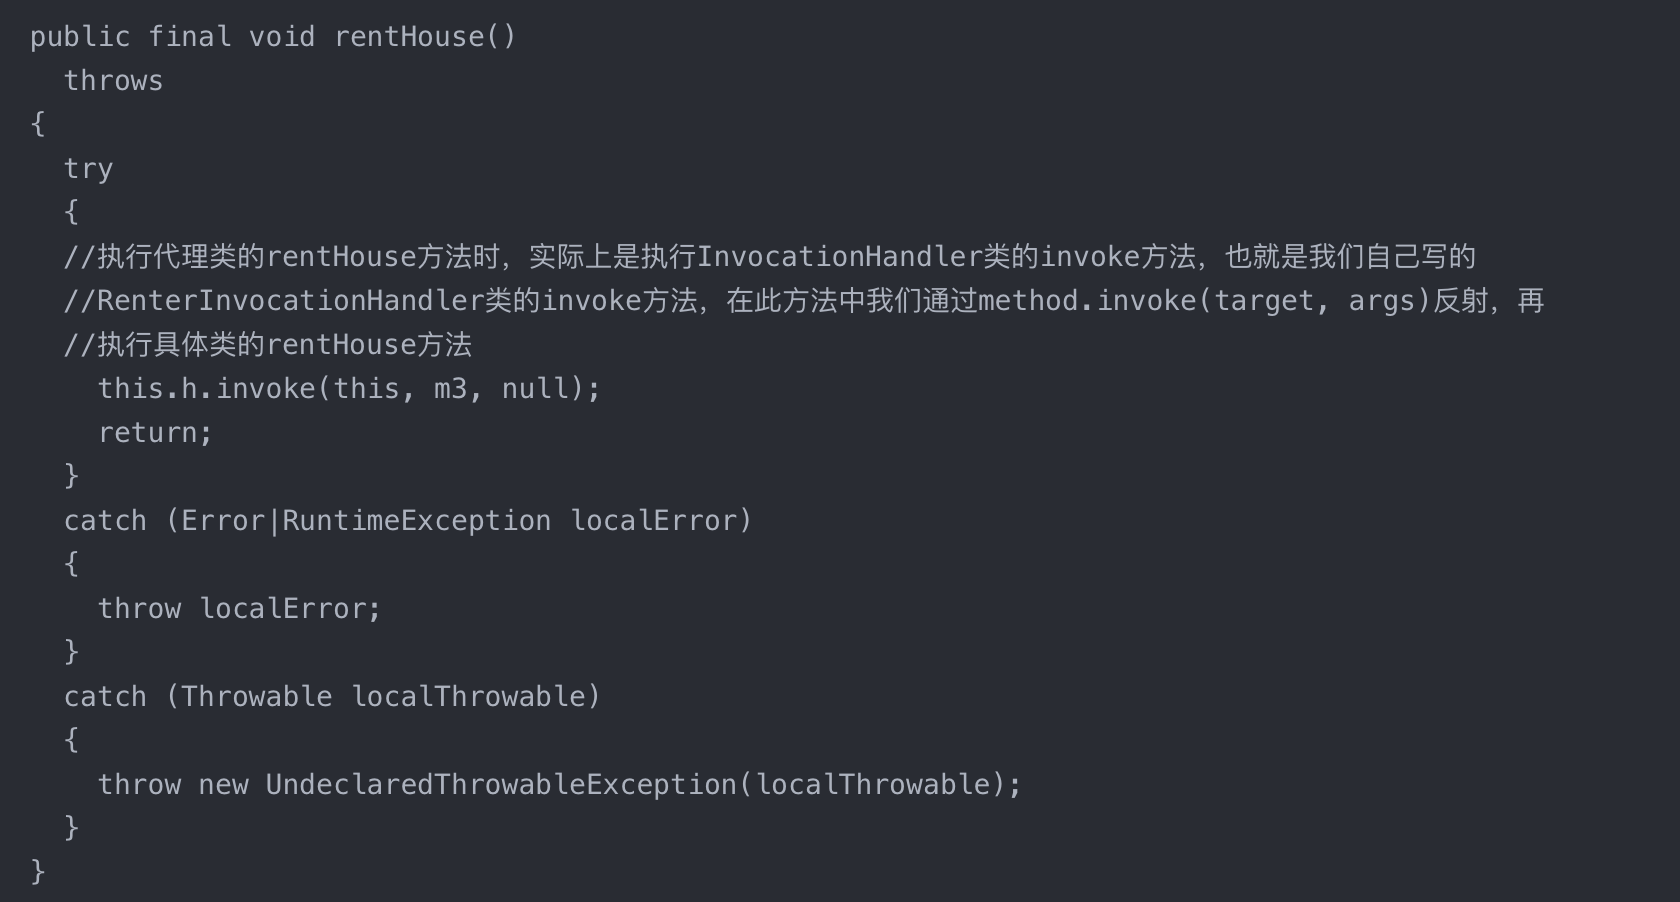 public final void rentHouse()
  throws
{
  try
  {
  //执行代理类的rentHouse方法时，实际上是执行InvocationHandler类的invoke方法，也就是我们自己写的
  //RenterInvocationHandler类的invoke方法，在此方法中我们通过method.invoke(target, args)反射，再
  //执行具体类的rentHouse方法
    this.h.invoke(this, m3, null);
    return;
  }
  catch (Error|RuntimeException localError)
  {
    throw localError;
  }
  catch (Throwable localThrowable)
  {
    throw new UndeclaredThrowableException(localThrowable);
  }
}